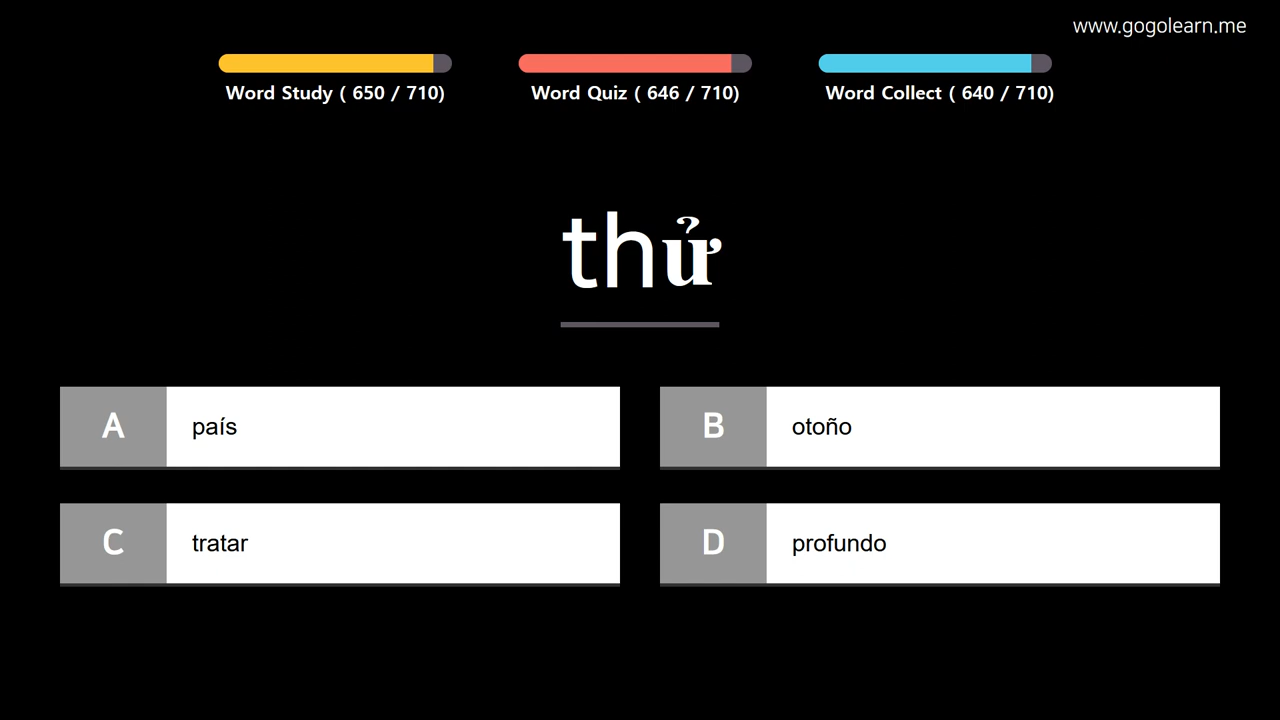 www.gogolearn.me
Word Study ( 650 / 710)
Word Quiz ( 646 / 710)
Word Collect ( 640 / 710)
thử
A país
B otoño
C tratar
D profundo